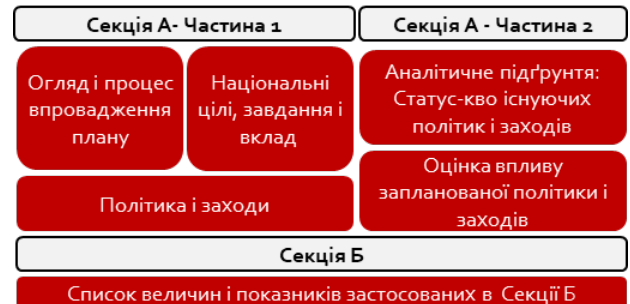 Секція А- Частина 1
Секція А - Частина 2
Огляд і процес
впровадження
плану
Національні
цілі, завдання і
вклад
Аналітичне підґрунтя:
Статус-кво існуючих
політик і заходів
Політика і заходи
Оцінка впливу
запланованої політики і
заходів
Секція Б
Список величин і показників застосованих в Секції Б